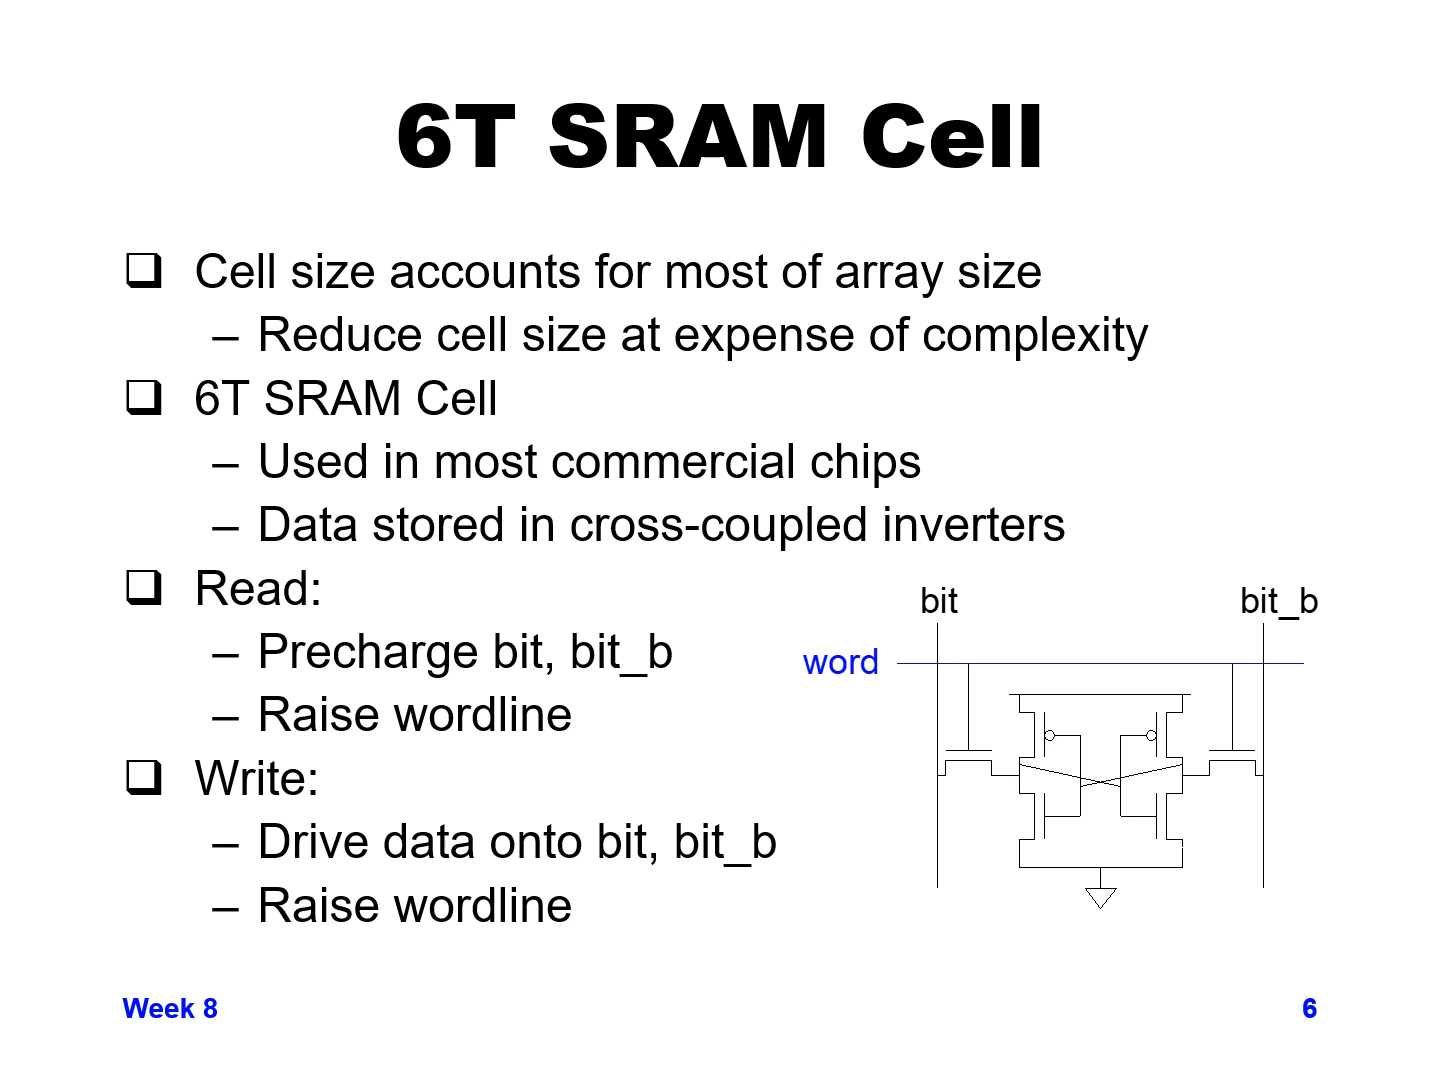 6T SRAM Cell
❑ Cell size accounts for most of array size
– Reduce cell size at expense of complexity
❑ 6T SRAM Cell
– Used in most commercial chips
– Data stored in cross-coupled inverters
❑ Read:
– Precharge bit, bit_b
– Raise wordline
❑ Write:
– Drive data onto bit, bit_b
– Raise wordline
bit bit_b
word
Week 8 6